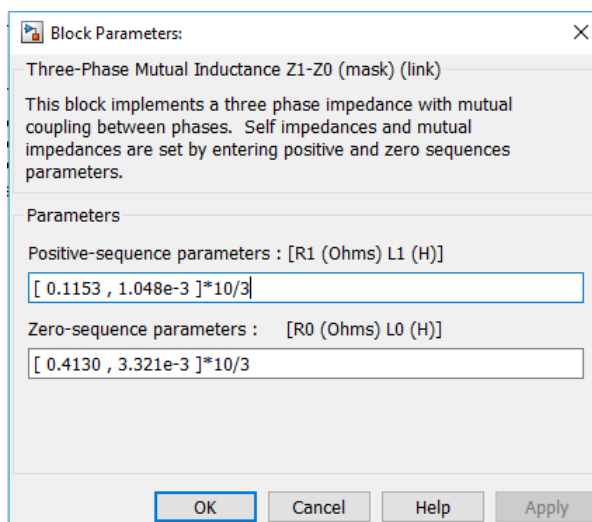 Block Parameters:
Three-Phase Mutual Inductance Z1-Z0 (mask) (link)
This block implements a three phase impedance with mutual
coupling between phases.  Self impedances and mutual
impedances are set by entering positive and zero sequences
parameters.
Parameters
Positive-sequence parameters : [R1 (Ohms) L1 (H)]
[ 0.1153 , 1.048e-3 ]*10/3
Zero-sequence parameters :    [R0 (Ohms) L0 (H)]
[ 0.4130 , 3.321e-3 ]*10/3
OK Cancel Help Apply